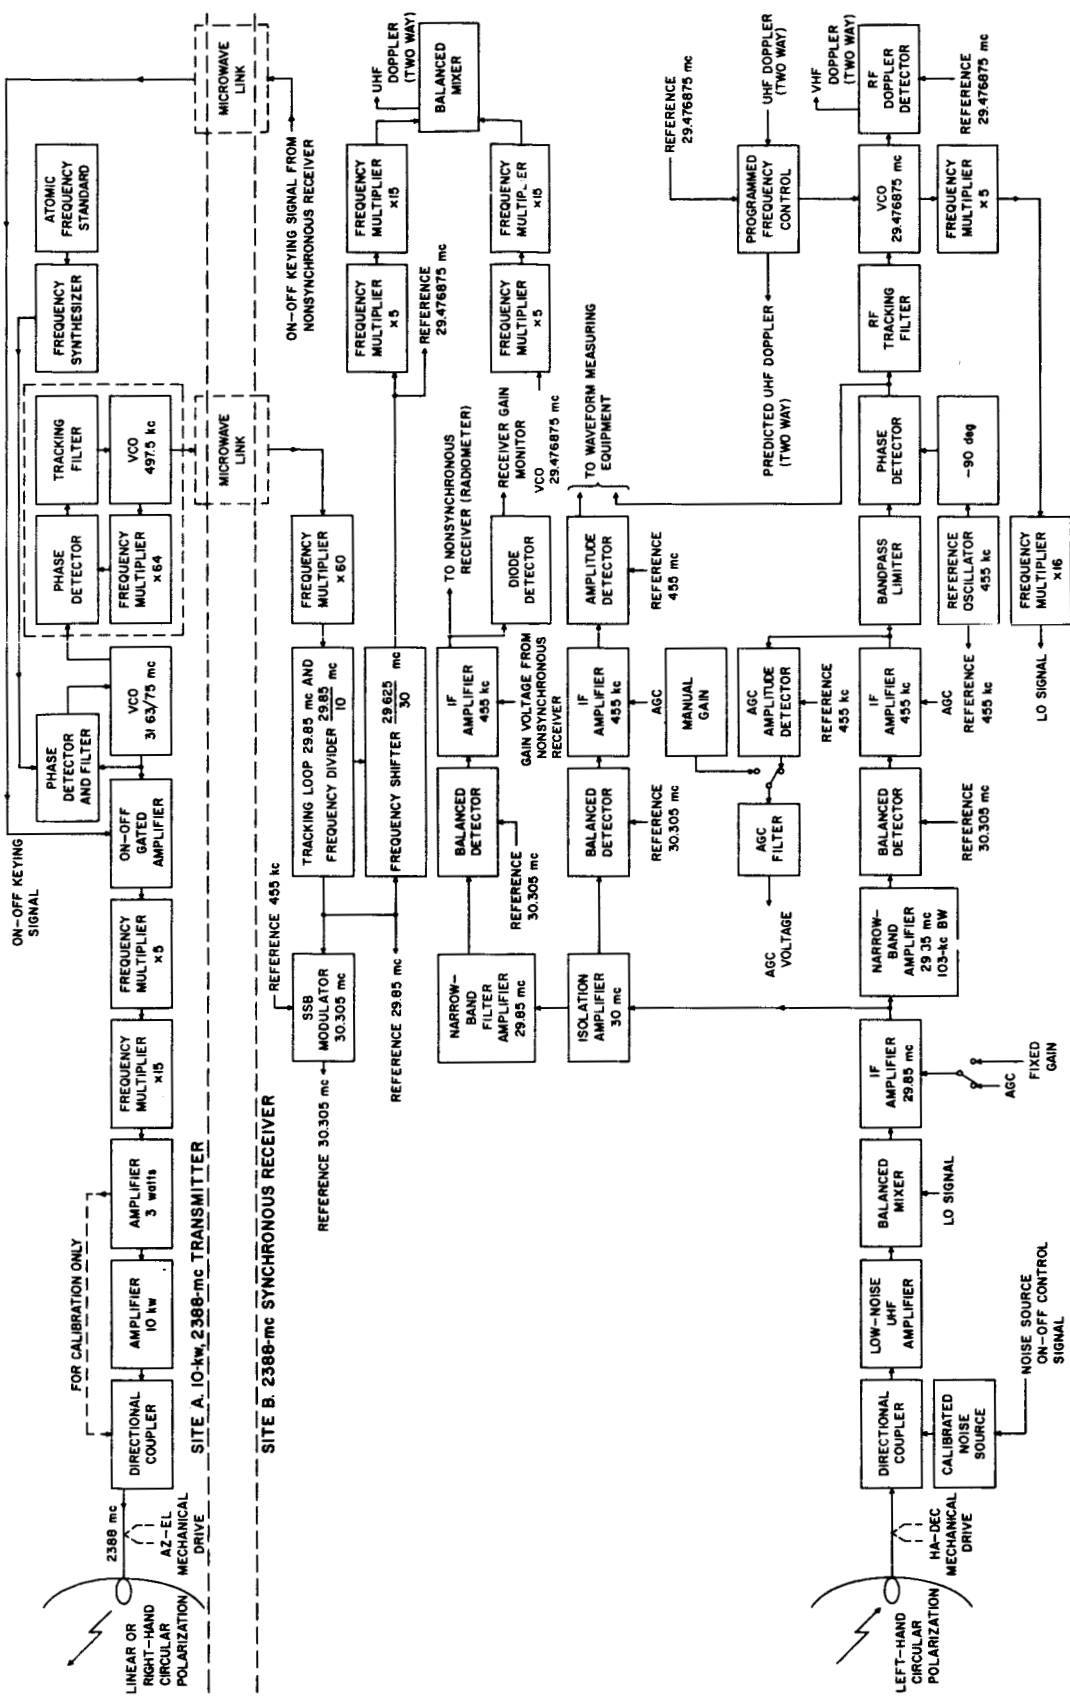 LINEAR OR
RIGHT-HAND
CIRCULAR
POLARIZATION
2388 mc
AZ-EL
MECHANICAL
DRIVE
FOR CALIBRATION ONLY
DIRECTIONAL
COUPLER
AMPLIFIER
10 kw
AMPLIFIER
3 watts
FREQUENCY
MULTIPLIER
×15
FREQUENCY
MULTIPLIER
×5
ON-OFF KEYING
SIGNAL
ON-OFF
GATED
AMPLIFIER
PHASE
DETECTOR
AND FILTER
VCO
31 63/75 mc
PHASE
DETECTOR
TRACKING
FILTER
FREQUENCY
MULTIPLIER
×64
VCO
497.5 kc
FREQUENCY
SYNTHESIZER
ATOMIC
FREQUENCY
STANDARD
SITE A. 10-kw, 2388-mc TRANSMITTER
MICROWAVE
LINK
MICROWAVE
LINK
SITE B. 2388-mc SYNCHRONOUS RECEIVER
ON-OFF KEYING SIGNAL FROM
NONSYNCHRONOUS RECEIVER
REFERENCE 455 kc
SSB
MODULATOR
30.305 mc
REFERENCE 30.305 mc
TRACKING LOOP 29.85 mc AND
FREQUENCY DIVIDER 29.85/10 mc
FREQUENCY
MULTIPLIER
×60
FREQUENCY SHIFTER 29.625/30 mc
REFERENCE 29.85 mc
FREQUENCY
MULTIPLIER
×5
FREQUENCY
MULTIPLIER
×15
UHF
DOPPLER
(TWO WAY)
BALANCED
MIXER
REFERENCE
29.476875 mc
NARROW-
BAND
FILTER
AMPLIFIER
29.85 mc
BALANCED
DETECTOR
REFERENCE
30.305 mc
IF
AMPLIFIER
455 kc
TO NONSYNCHRONOUS
RECEIVER (RADIOMETER)
DIODE
DETECTOR
RECEIVER GAIN
MONITOR
VCO
29.476875 mc
FREQUENCY
MULTIPLIER
×5
FREQUENCY
MULTIPL ER
×15
GAIN VOLTAGE FROM
NONSYNCHRONOUS
RECEIVER
ISOLATION
AMPLIFIER
30 mc
BALANCED
DETECTOR
REFERENCE
30.305 mc
IF
AMPLIFIER
455 kc
AGC
AMPLITUDE
DETECTOR
REFERENCE
455 mc
TO WAVEFORM MEASURING
EQUIPMENT
MANUAL
GAIN
AGC
AMPLITUDE
DETECTOR
REFERENCE
455 kc
AGC
FILTER
AGC
VOLTAGE
REFERENCE
29.476875 mc
UHF DOPPLER
(TWO WAY)
PROGRAMMED
FREQUENCY
CONTROL
PREDICTED UHF DOPPLER
(TWO WAY)
LEFT-HAND
CIRCULAR
POLARIZATION
HA-DEC
MECHANICAL
DRIVE
DIRECTIONAL
COUPLER
CALIBRATED
NOISE
SOURCE
NOISE SOURCE
ON-OFF CONTROL
SIGNAL
LOW-NOISE
UHF
AMPLIFIER
BALANCED
MIXER
LO SIGNAL
IF
AMPLIFIER
29.85 mc
AGC
FIXED
GAIN
NARROW-
BAND
AMPLIFIER
29 35 mc
103-kc BW
BALANCED
DETECTOR
REFERENCE
30.305 mc
IF
AMPLIFIER
455 kc
AGC
BANDPASS
LIMITER
PHASE
DETECTOR
RF
TRACKING
FILTER
VCO
29.476875 mc
RF
DOPPLER
DETECTOR
VHF
DOPPLER
(TWO WAY)
REFERENCE
29.476875 mc
REFERENCE
455 kc
REFERENCE
OSCILLATOR
455 kc
-90 deg
FREQUENCY
MULTIPLIER
×5
FREQUENCY
MULTIPLIER
×16
LO SIGNAL